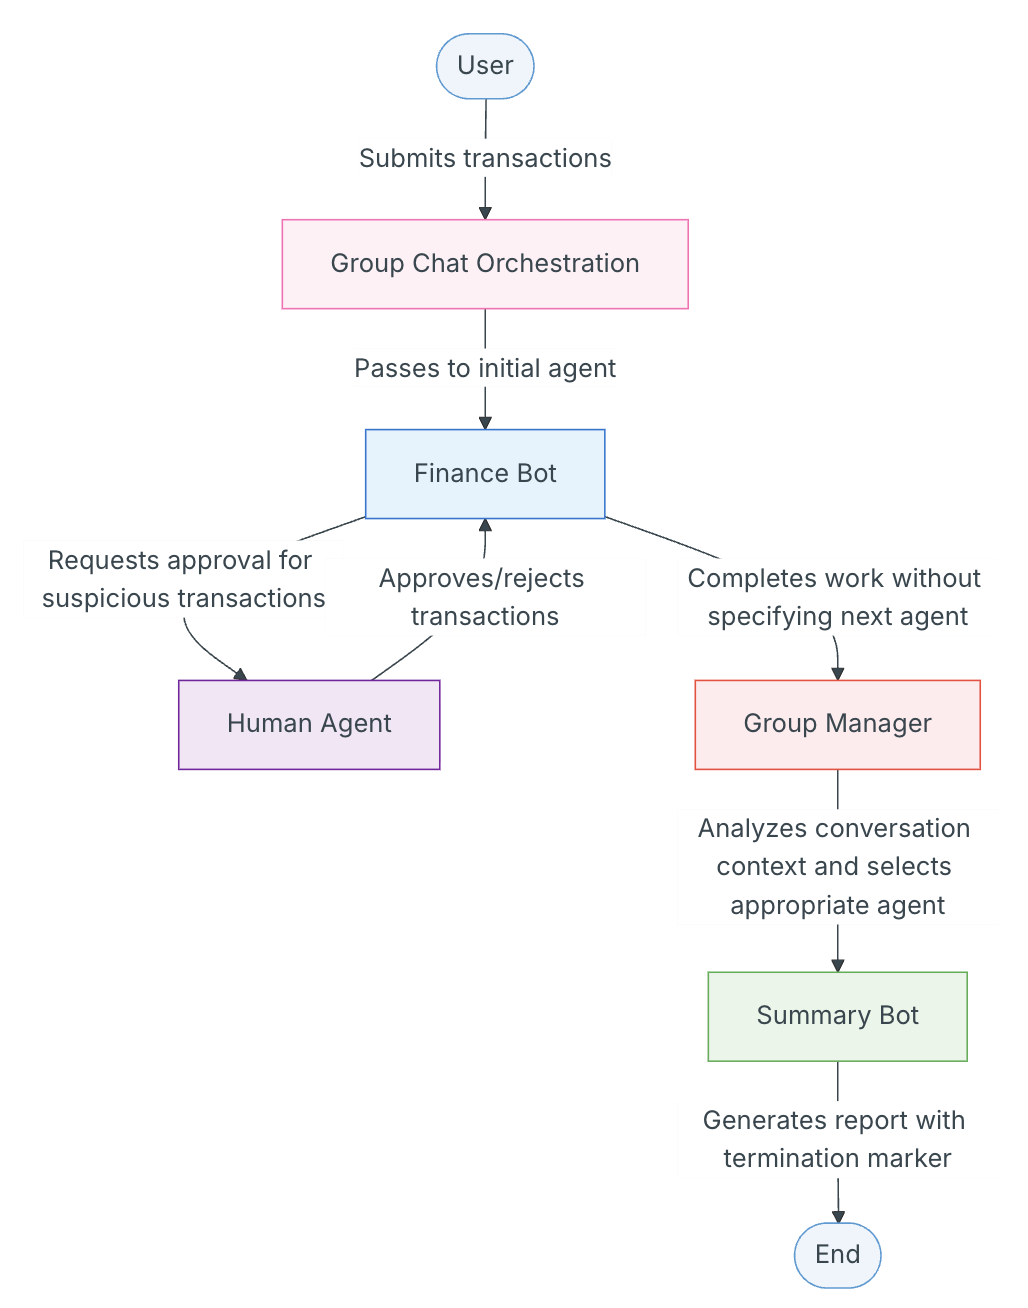 User
Submits transactions
Group Chat Orchestration
Passes to initial agent
Finance Bot
Requests approval for
suspicious transactions
Approves/rejects
transactions
Completes work without
specifying next agent
Human Agent
Group Manager
Analyzes conversation
context and selects
appropriate agent
Summary Bot
Generates report with
termination marker
End